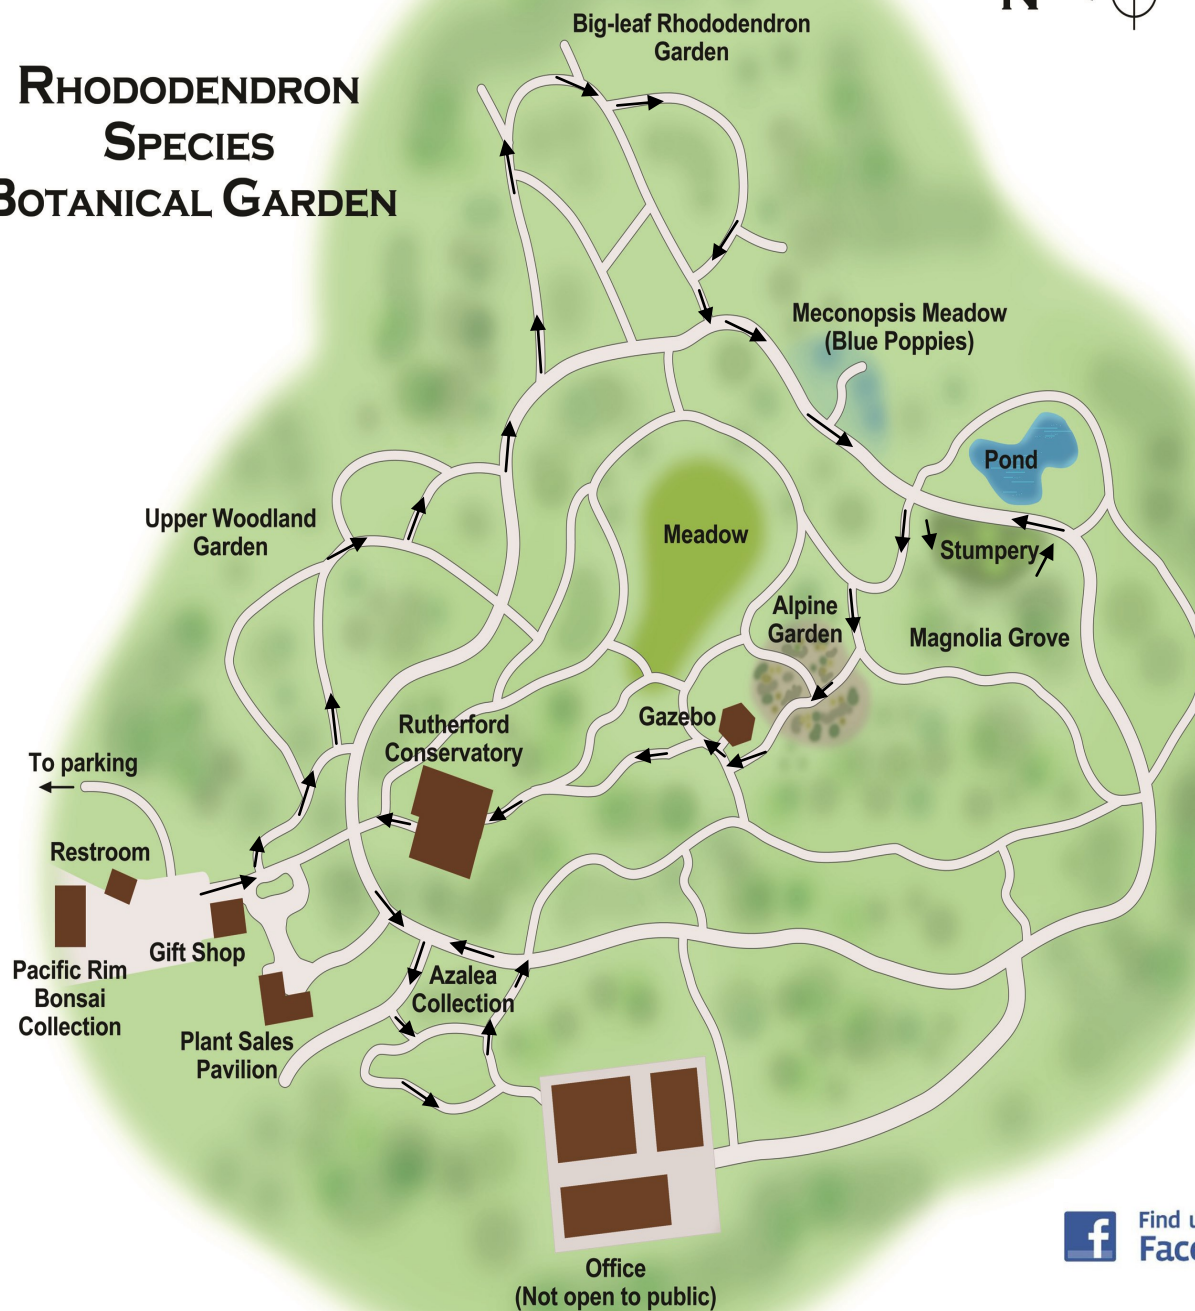 N
RHODODENDRON
SPECIES
BOTANICAL GARDEN
Big-leaf Rhododendron
Garden
Meconopsis Meadow
(Blue Poppies)
Pond
Upper Woodland
Garden
Meadow
Stumpery
Alpine
Garden
Magnolia Grove
Gazebo
Rutherford
Conservatory
To parking
Restroom
Gift Shop
Pacific Rim
Bonsai
Collection
Azalea
Collection
Plant Sales
Pavilion
Office
(Not open to public)
f
Find